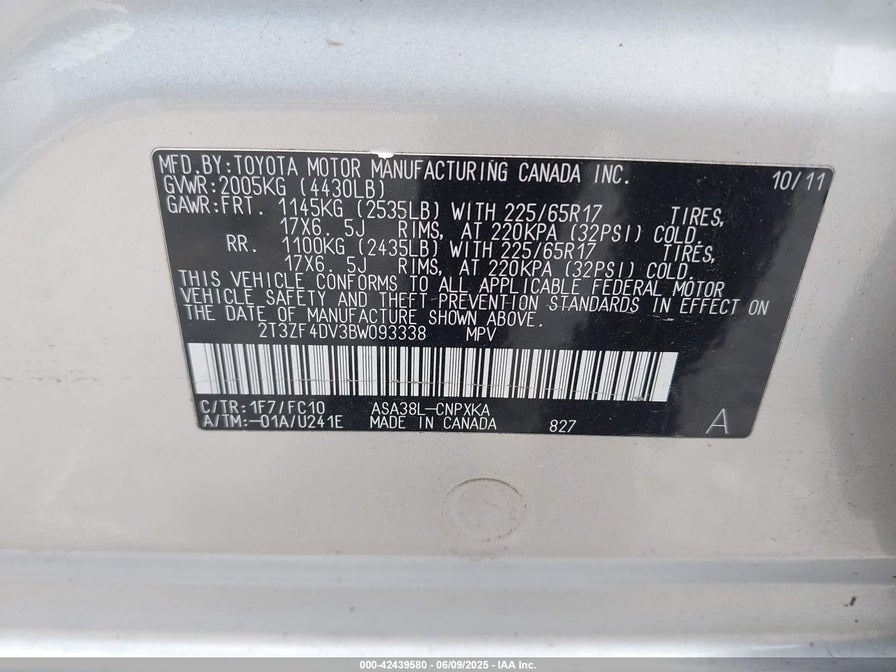 MFD.BY:TOYOTA MOTOR MANUFACTURING CANADA INC. 10/11
GVWR:2005KG (4430LB)
GAWR:FRT. 1145KG (2535LB) WITH 225/65R17 TIRES,
17X6. 5J RIMS, AT 220KPA (32PSI) COLD.
RR. 1100KG (2435LB) WITH 225/65R17 TIRES,
17X6. 5J RIMS, AT 220KPA (32PSI) COLD.
THIS VEHICLE CONFORMS TO ALL APPLICABLE FEDERAL MOTOR
VEHICLE SAFETY AND THEFT PREVENTION STANDARDS IN EFFECT ON
THE DATE OF MANUFACTURE SHOWN ABOVE.
2T3ZF4DV3BW093338 MPV
C/TR:1F7/FC10 ASA38L-CNPXKA
A/TM:-01A/U241E MADE IN CANADA 827 A
000-42439580 | 06/09/2025 | IAA Inc.